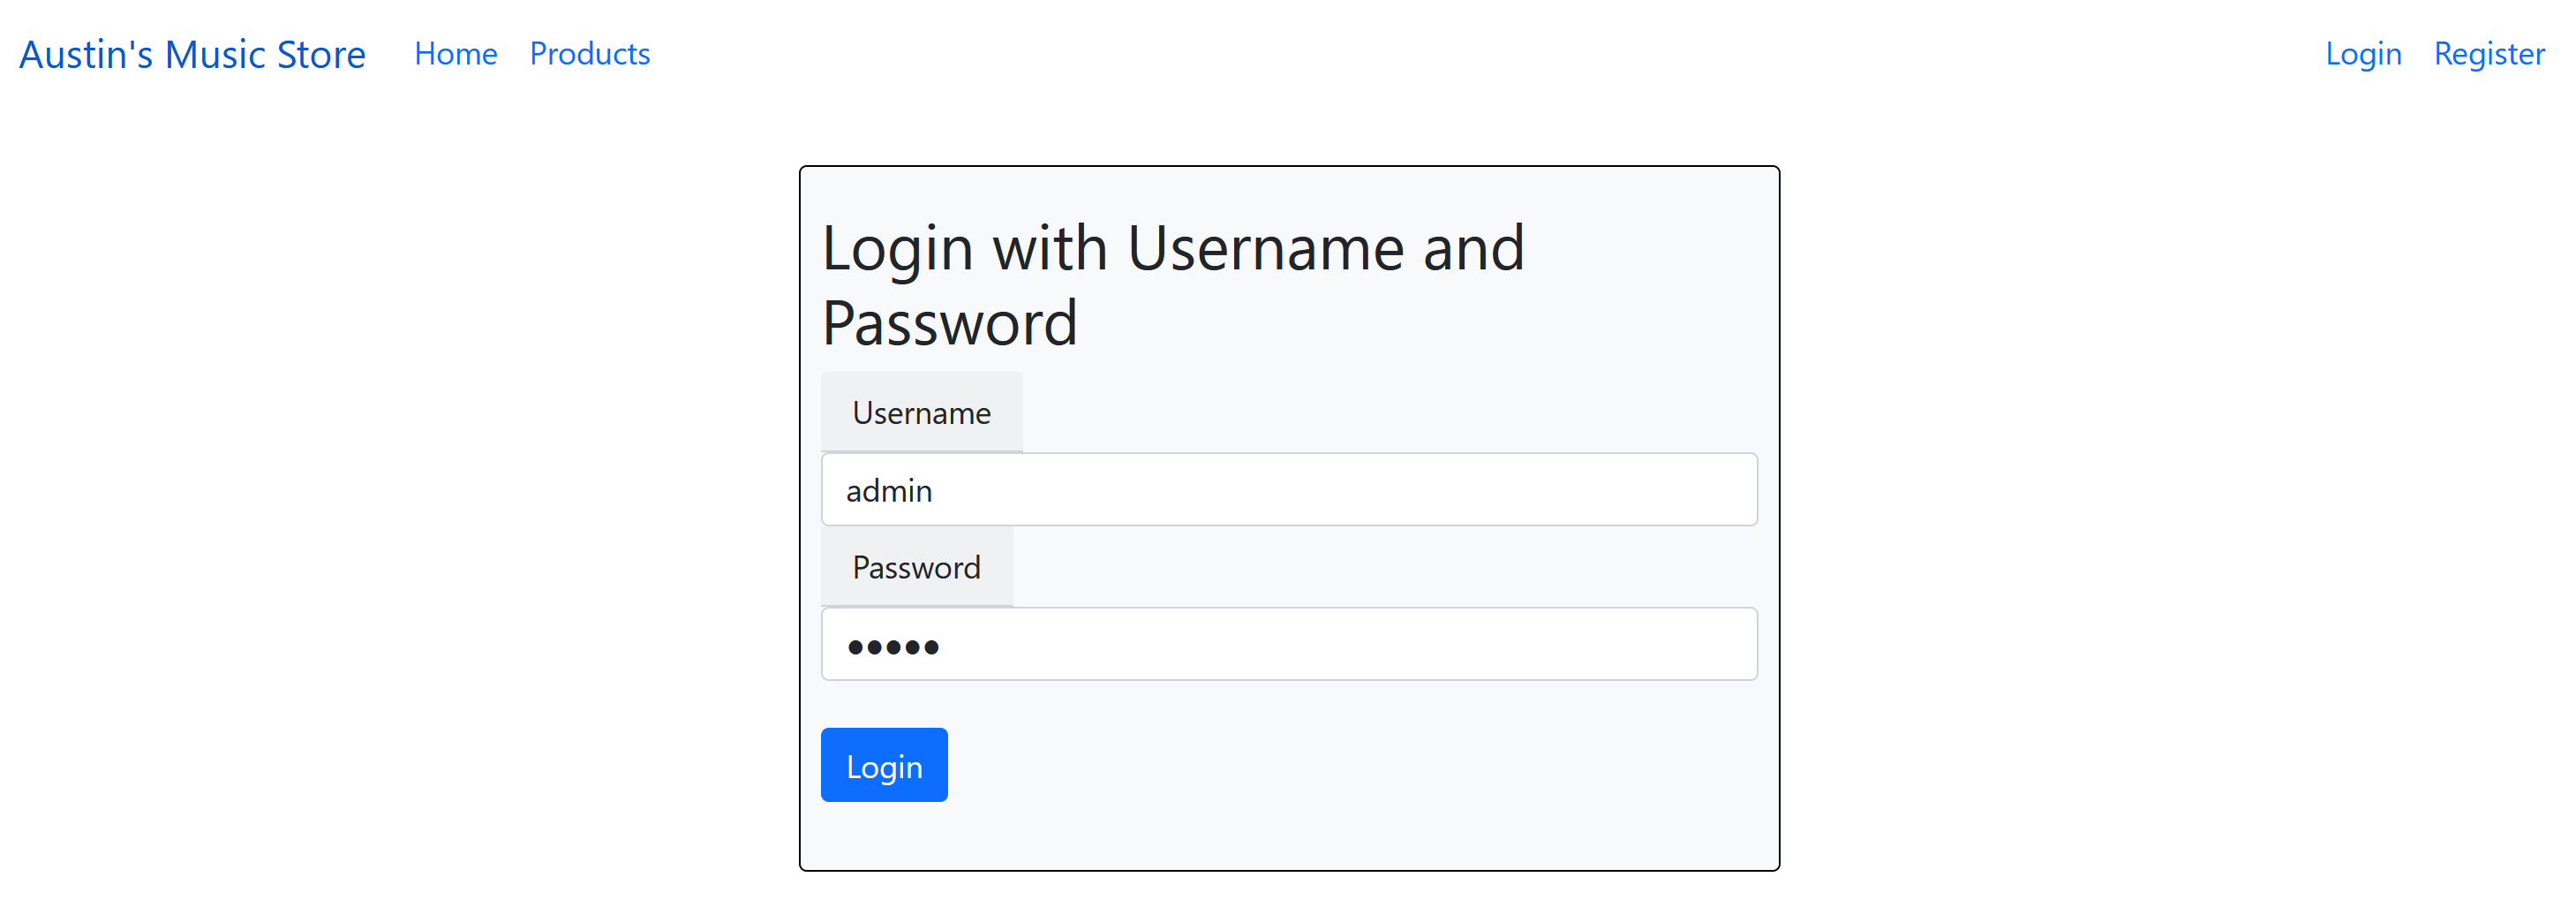 Austin's Music Store Home Products Login Register
Login with Username and
Password
Username
admin
Password
•••••
Login